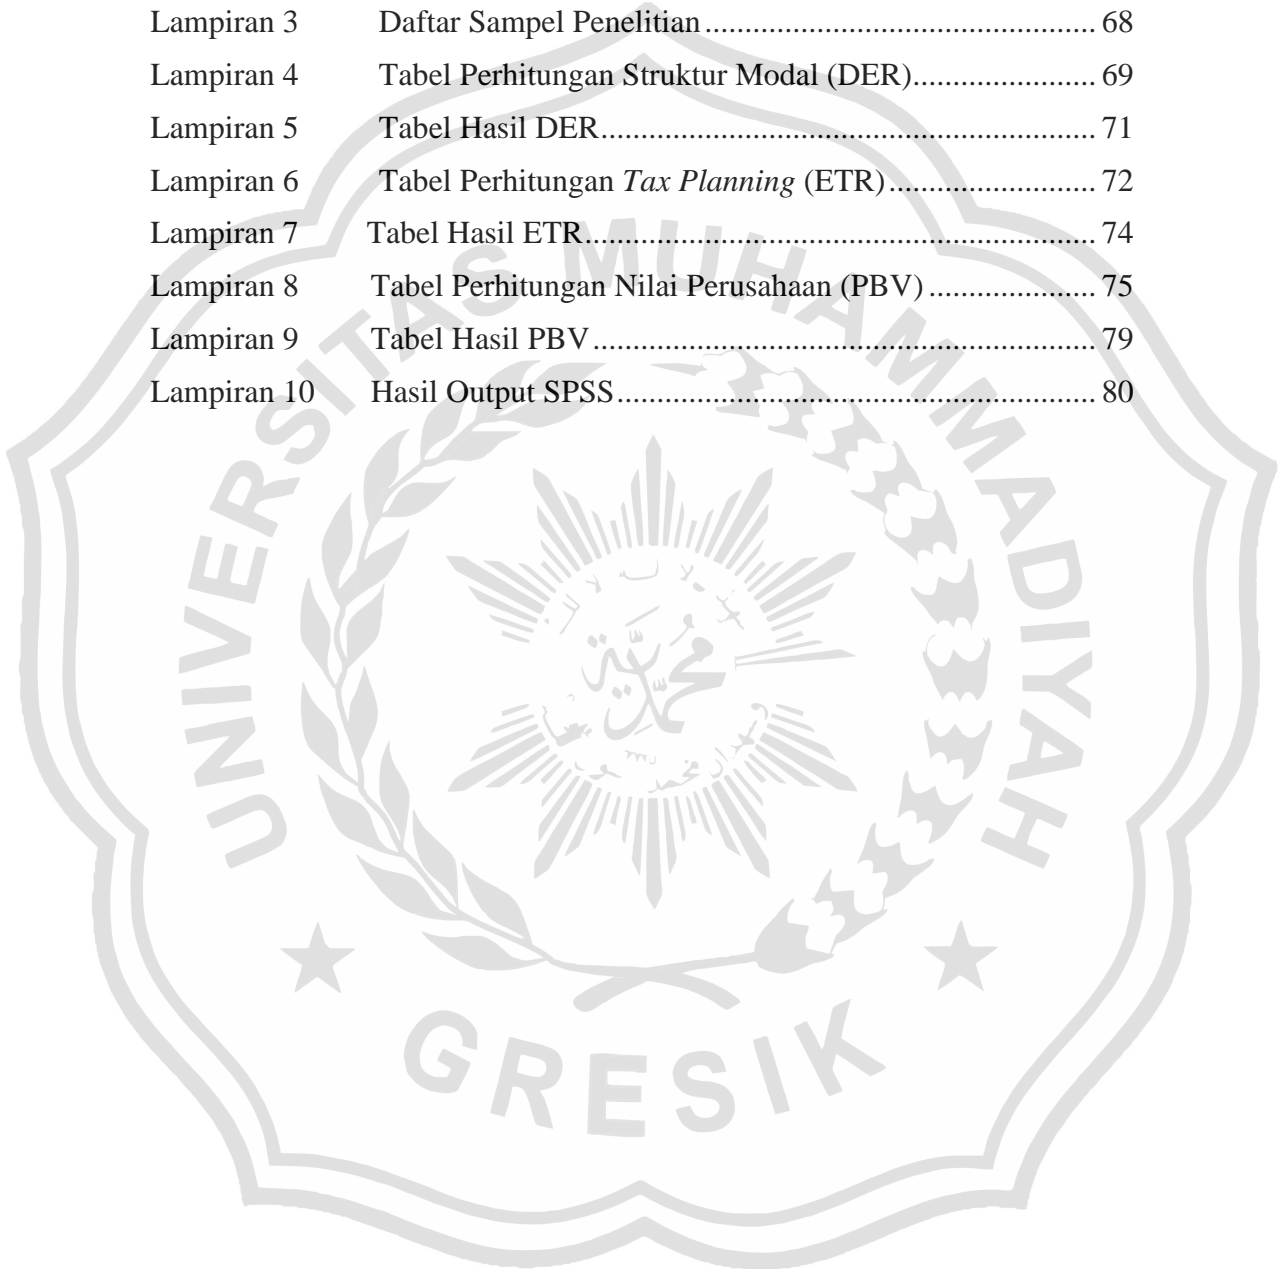 Lampiran 3 Daftar Sampel Penelitian ................................................. 68
Lampiran 4 Tabel Perhitungan Struktur Modal (DER)....................... 69
Lampiran 5 Tabel Hasil DER.............................................................. 71
Lampiran 6 Tabel Perhitungan Tax Planning (ETR).......................... 72
Lampiran 7 Tabel Hasil ETR................................................................ 74
Lampiran 8 Tabel Perhitungan Nilai Perusahaan (PBV) ..................... 75
Lampiran 9 Tabel Hasil PBV............................................................... 79
Lampiran 10 Hasil Output SPSS............................................................ 80
UNIVERSITAS MUHAMMADIYAH
محمدية
GRESIK